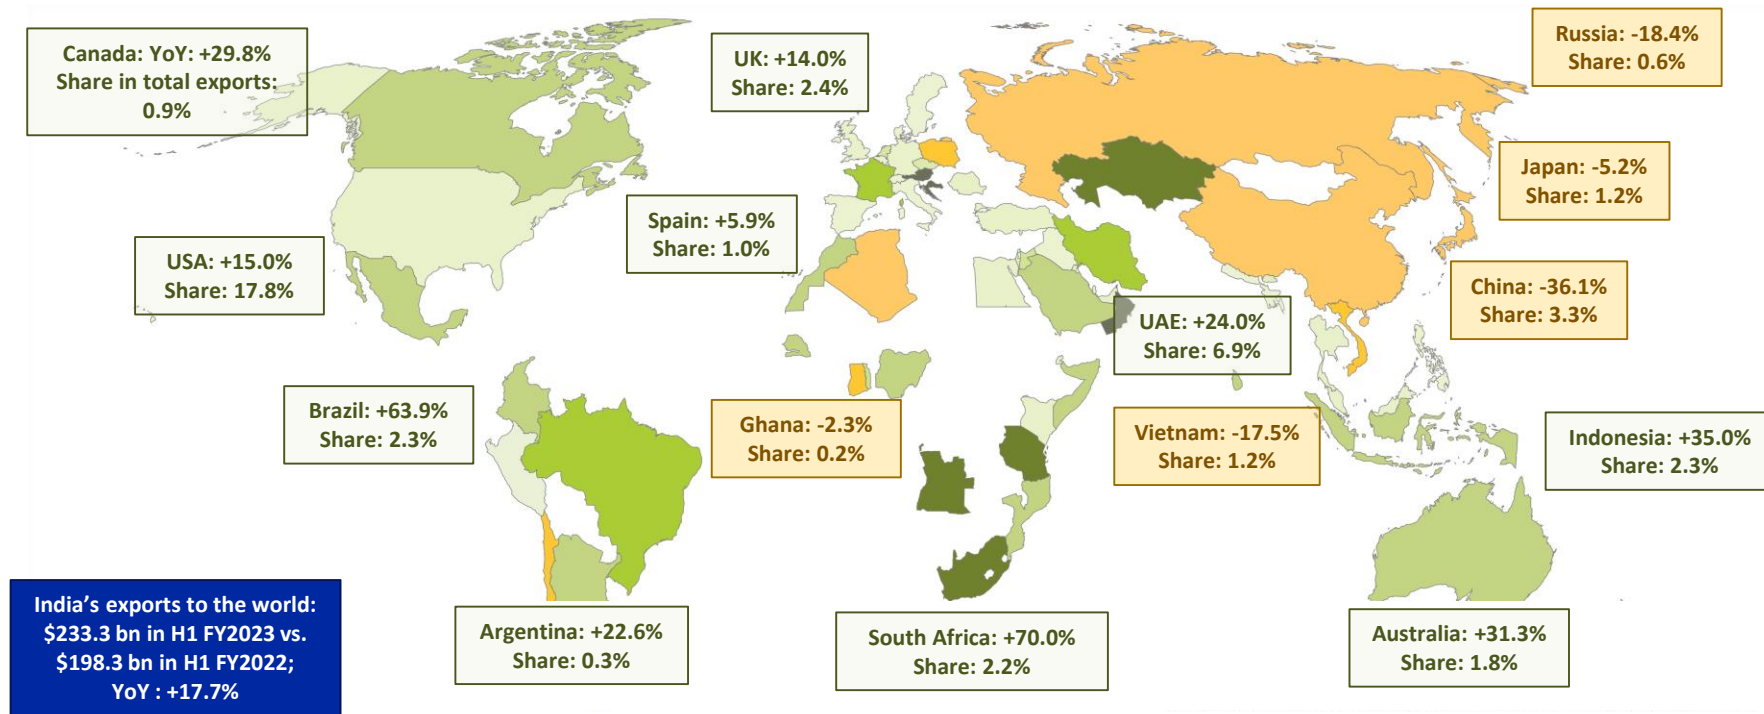 Canada: YoY: +29.8%
Share in total exports:
0.9%
UK: +14.0%
Share: 2.4%
Russia: -18.4%
Share: 0.6%
Japan: -5.2%
Share: 1.2%
Spain: +5.9%
Share: 1.0%
USA: +15.0%
Share: 17.8%
China: -36.1%
Share: 3.3%
UAE: +24.0%
Share: 6.9%
Brazil: +63.9%
Share: 2.3%
Ghana: -2.3%
Share: 0.2%
Vietnam: -17.5%
Share: 1.2%
Indonesia: +35.0%
Share: 2.3%
India’s exports to the world:
$233.3 bn in H1 FY2023 vs.
$198.3 bn in H1 FY2022;
YoY : +17.7%
Argentina: +22.6%
Share: 0.3%
South Africa: +70.0%
Share: 2.2%
Australia: +31.3%
Share: 1.8%